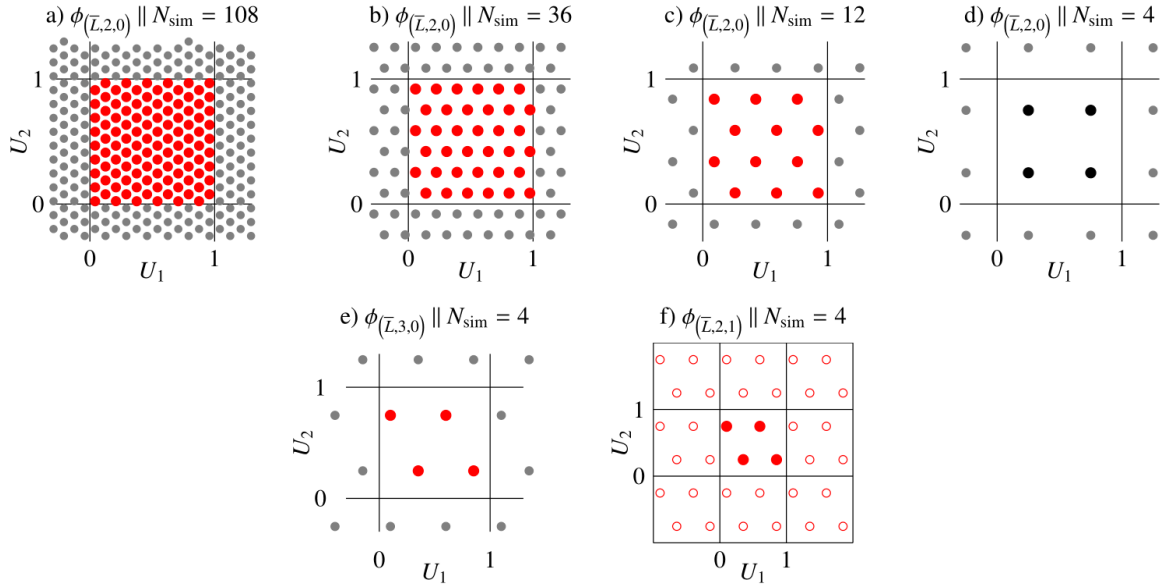 a) ϕ(L̅,2,0) || Nsim = 108
b) ϕ(L̅,2,0) || Nsim = 36
c) ϕ(L̅,2,0) || Nsim = 12
d) ϕ(L̅,2,0) || Nsim = 4
1
U2
0
0
1
U1
1
U2
0
0
1
U1
1
U2
0
0
1
U1
1
U2
0
0
1
U1
e) ϕ(L̅,3,0) || Nsim = 4
f) ϕ(L̅,2,1) || Nsim = 4
1
U2
0
0
1
U1
1
U2
0
0
1
U1